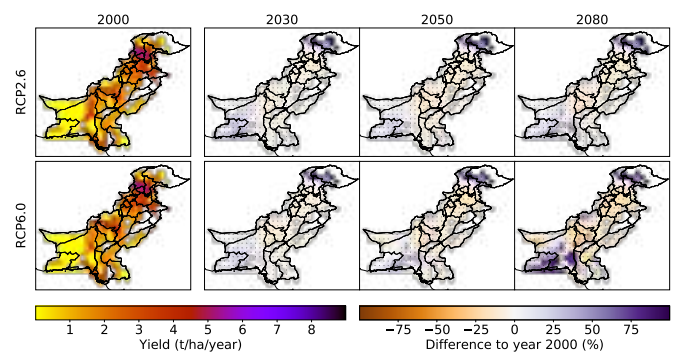 2000 2030 2050 2080
RCP2.6
RCP6.0
1 2 3 4 5 6 7 8
Yield (t/ha/year)
−75 −50 −25 0 25 50 75
Difference to year 2000 (%)